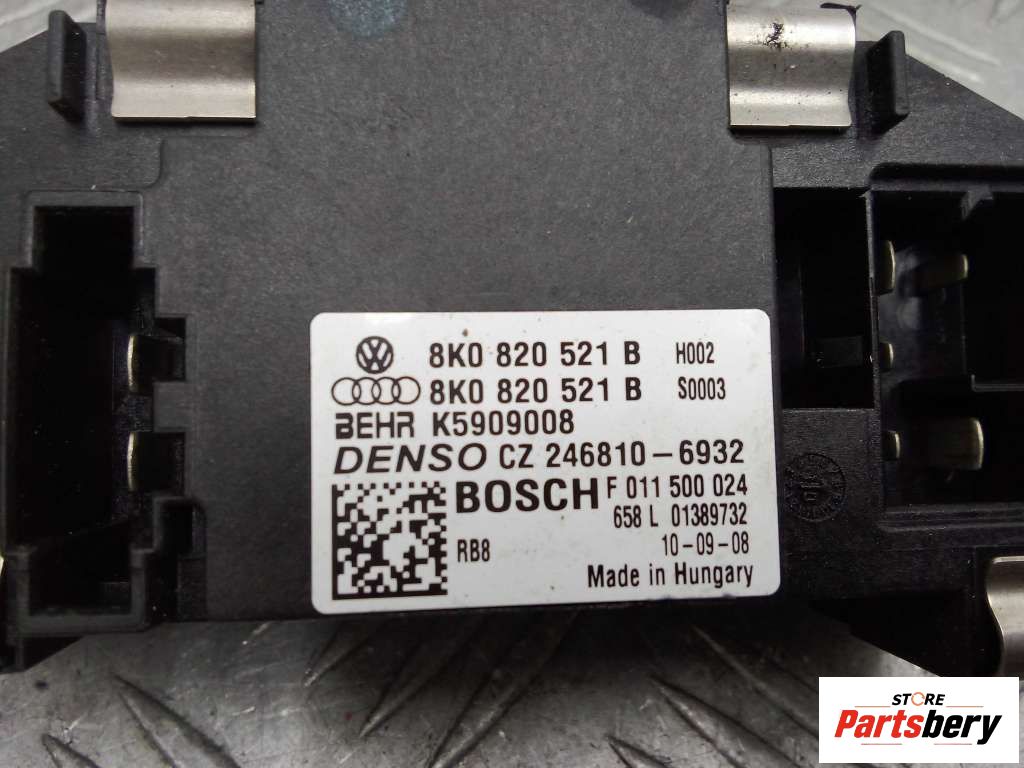 8K0 820 521 B H002
8K0 820 521 B S0003
BEHR K5909008
DENSO CZ 246810-6932
BOSCH F 011 500 024
658 L 01389732
RB8 10-09-08
Made in Hungary
STORE
Partsbery